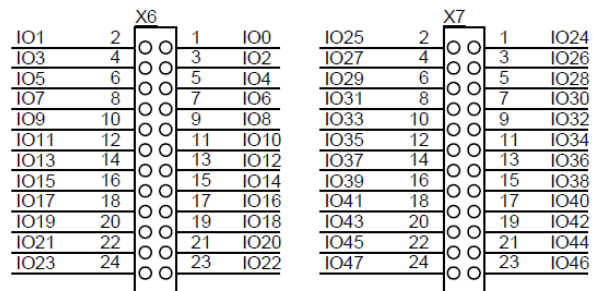 X6 X7
IO1 2 1 IO0 IO25 2 1 IO24
IO3 4 3 IO2 IO27 4 3 IO26
IO5 6 5 IO4 IO29 6 5 IO28
IO7 8 7 IO6 IO31 8 7 IO30
IO9 10 9 IO8 IO33 10 9 IO32
IO11 12 11 IO10 IO35 12 11 IO34
IO13 14 13 IO12 IO37 14 13 IO36
IO15 16 15 IO14 IO39 16 15 IO38
IO17 18 17 IO16 IO41 18 17 IO40
IO19 20 19 IO18 IO43 20 19 IO42
IO21 22 21 IO20 IO45 22 21 IO44
IO23 24 23 IO22 IO47 24 23 IO46